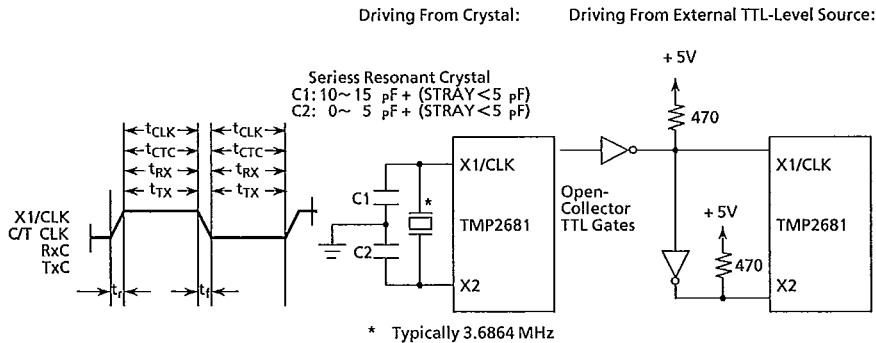 Driving From Crystal:
Driving From External TTL-Level Source:
Seriess Resonant Crystal
C1: 10~ 15 pF + (STRAY<5 pF)
C2: 0~ 5 pF + (STRAY<5 pF)
tCLK
tCTC
tRX
tTX
tCLK
tCTC
tRX
tTX
X1/CLK
C/T CLK
RxC
TxC
tr
tf
C1
C2
*
X1/CLK
TMP2681
X2
* Typically 3.6864 MHz
Open-
Collector
TTL Gates
+ 5V
470
+ 5V
470
X1/CLK
TMP2681
X2